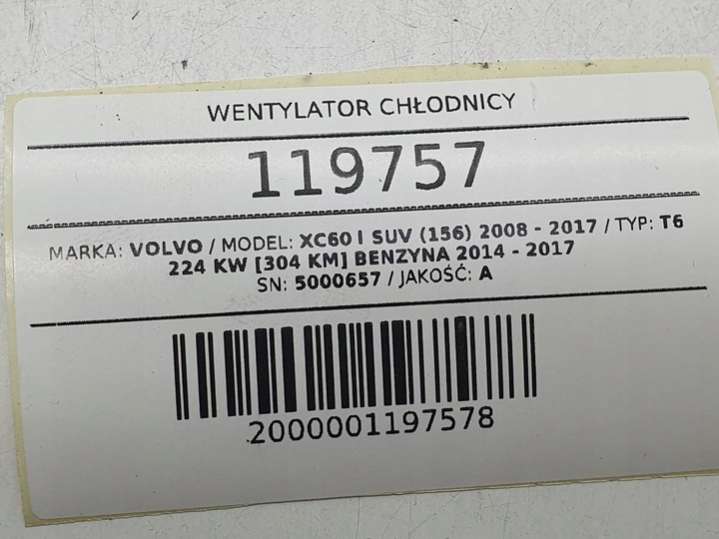 WENTYLATOR CHŁODNICY
119757
MARKA: VOLVO / MODEL: XC60 I SUV (156) 2008 - 2017 / TYP: T6
224 KW [304 KM] BENZYNA 2014 - 2017
SN: 5000657 / JAKOŚĆ: A
2000001197578